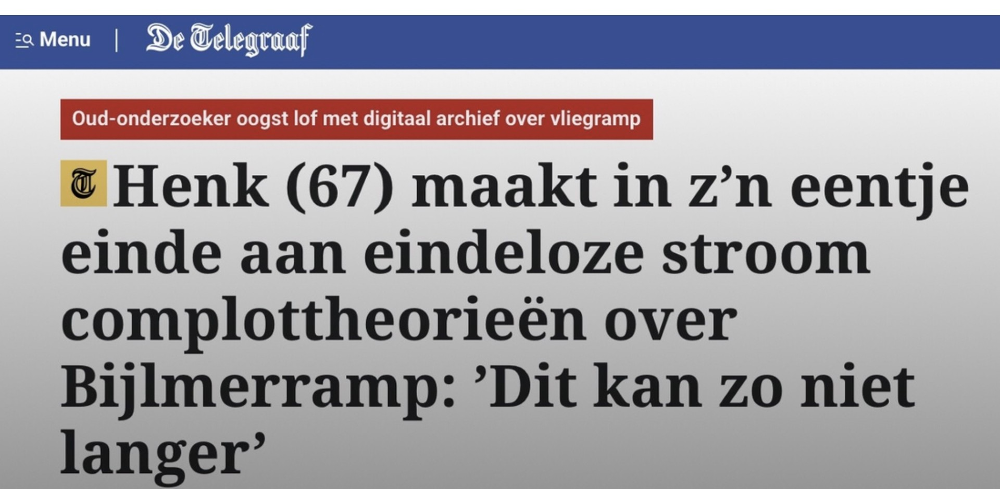 Menu | De Telegraaf
Oud-onderzoeker oogst lof met digitaal archief over vliegramp
T Henk (67) maakt in z’n eentje
einde aan eindeloze stroom
complottheorieën over
Bijlmerramp: ’Dit kan zo niet
langer’